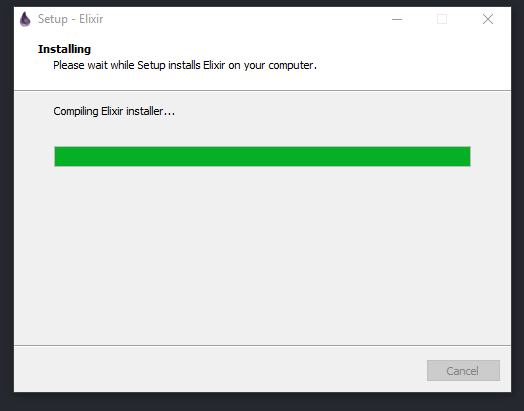 Setup - Elixir
Installing
Please wait while Setup installs Elixir on your computer.
Compiling Elixir installer...
Cancel